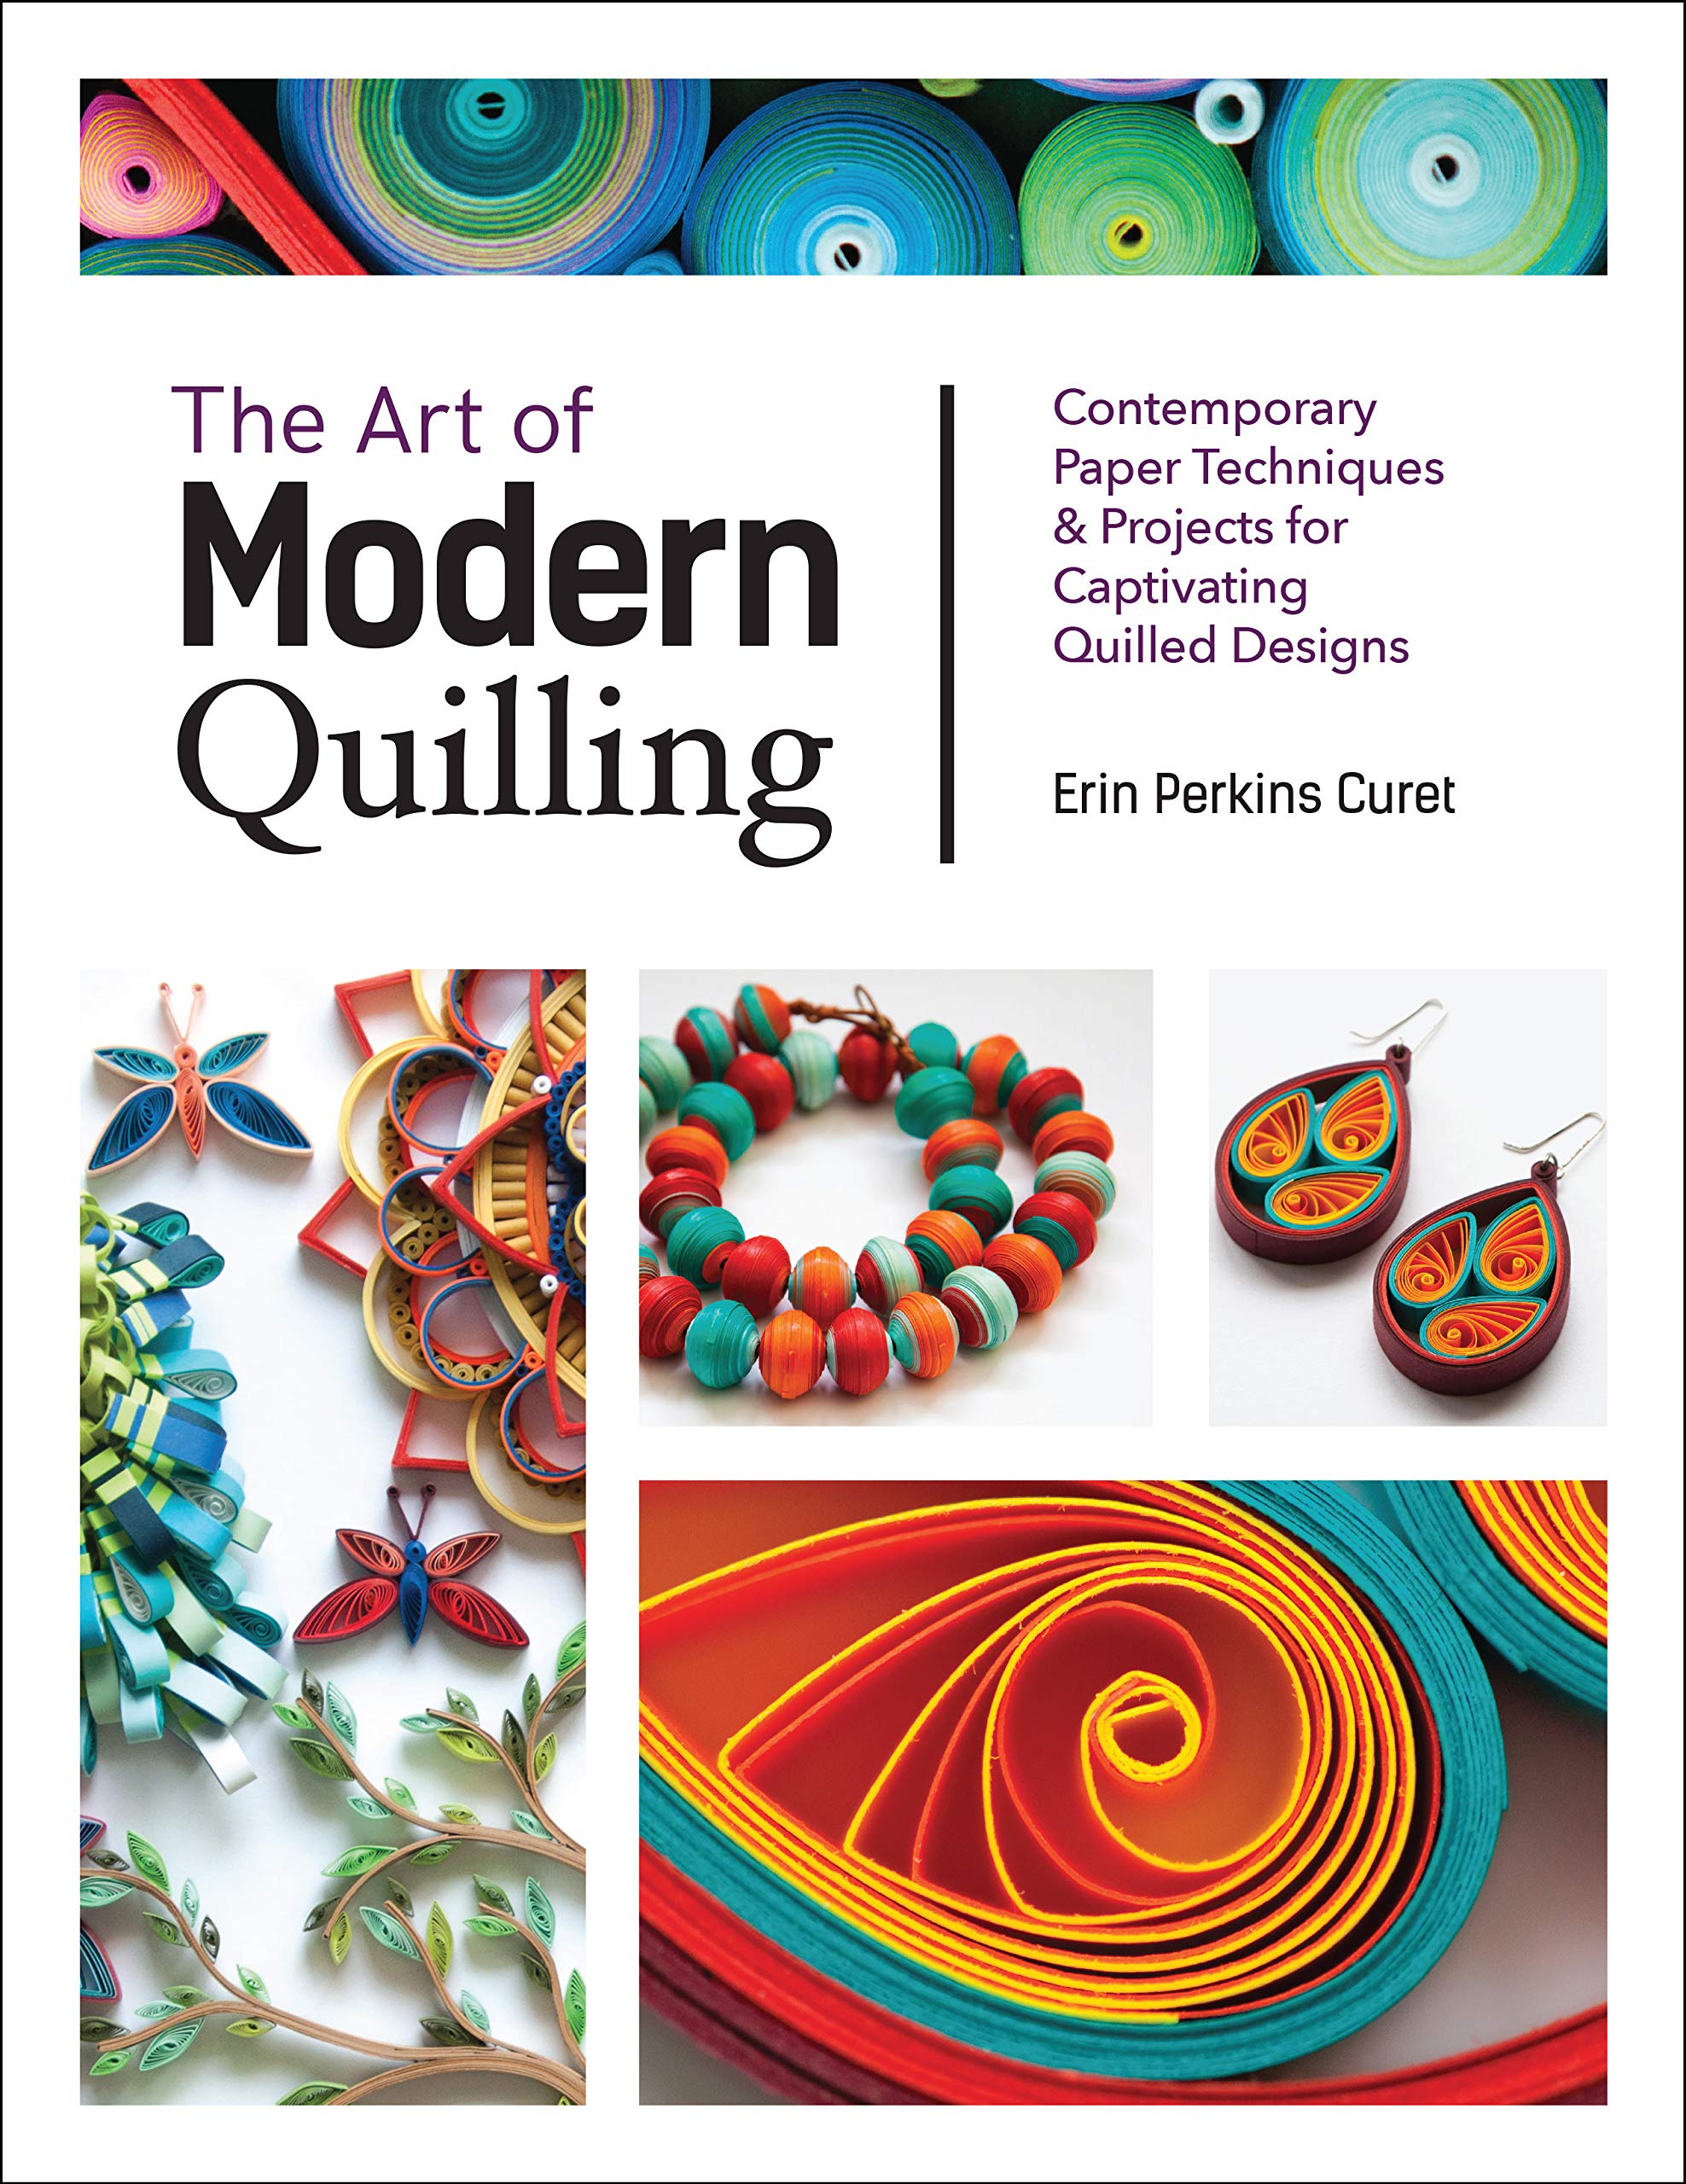 The Art of
Modern
Quilling
Contemporary
Paper Techniques
& Projects for
Captivating
Quilled Designs
Erin Perkins Curet